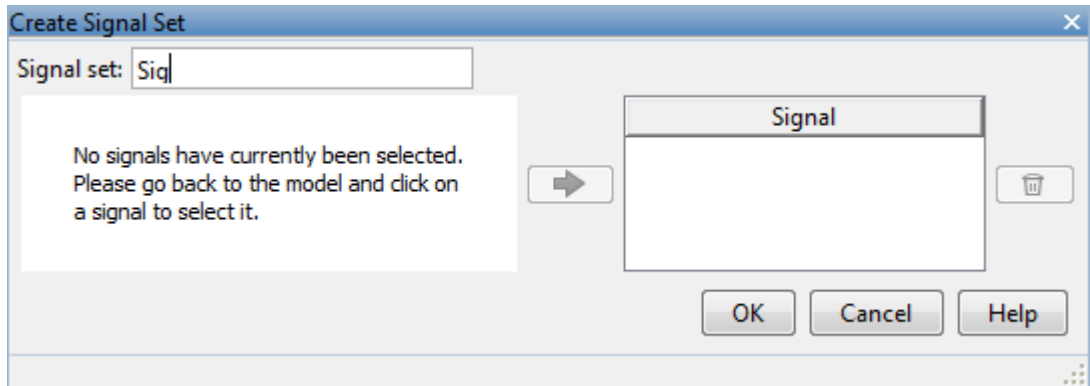 Create Signal Set
Signal set: Sig
No signals have currently been selected.
Please go back to the model and click on
a signal to select it.
Signal
OK Cancel Help